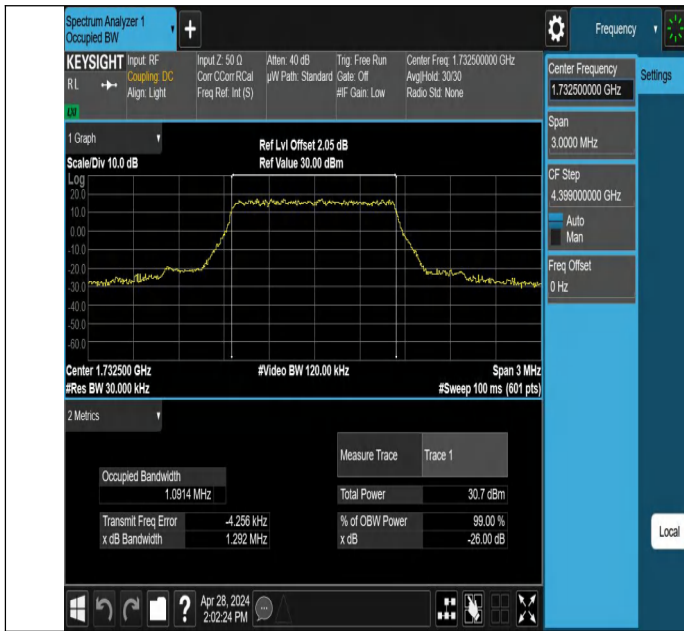 Spectrum Analyzer 1
Occupied BW
Frequency
KEYSIGHT
RL
Input: RF
Coupling: DC
Align: Light
Input Z: 50 Ω
Corr CCorr RCal
Freq Ref: Int (S)
Atten: 40 dB
µW Path: Standard
Trig: Free Run
Gate: Off
#IF Gain: Low
Center Freq: 1.732500000 GHz
Avg|Hold: 30/30
Radio Std: None
LXI
1 Graph
Scale/Div 10.0 dB
Ref Lvl Offset 2.05 dB
Ref Value 30.00 dBm
Log
20.0
10.0
0.00
-10.0
-20.0
-30.0
-40.0
-50.0
-60.0
Center 1.732500 GHz
#Res BW 30.000 kHz
#Video BW 120.00 kHz
Span 3 MHz
#Sweep 100 ms (601 pts)
2 Metrics
Measure Trace Trace 1
Occupied Bandwidth
1.0914 MHz
Total Power 30.7 dBm
Transmit Freq Error -4.256 kHz
% of OBW Power 99.00 %
x dB Bandwidth 1.292 MHz
x dB -26.00 dB
Center Frequency
1.732500000 GHz
Settings
Span
3.0000 MHz
CF Step
4.399000000 GHz
Auto
Man
Freq Offset
0 Hz
Local
?
Apr 28, 2024
2:02:24 PM